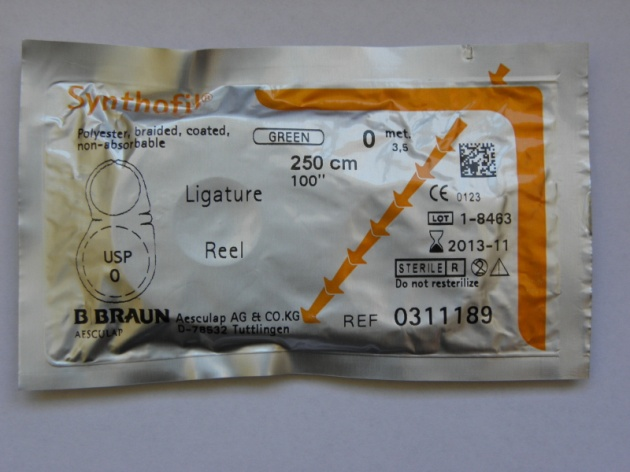 Synthofil®
Polyester, braided, coated,
non-absorbable
GREEN
0 met.
3,5
250 cm
100''
Ligature
Reel
USP
0
CE 0123
LOT 1-8463
2013-11
STERILE R 2
Do not resterilize
B BRAUN
AESCULAP
Aesculap AG & CO.KG
D-78532 Tuttlingen
REF 0311189